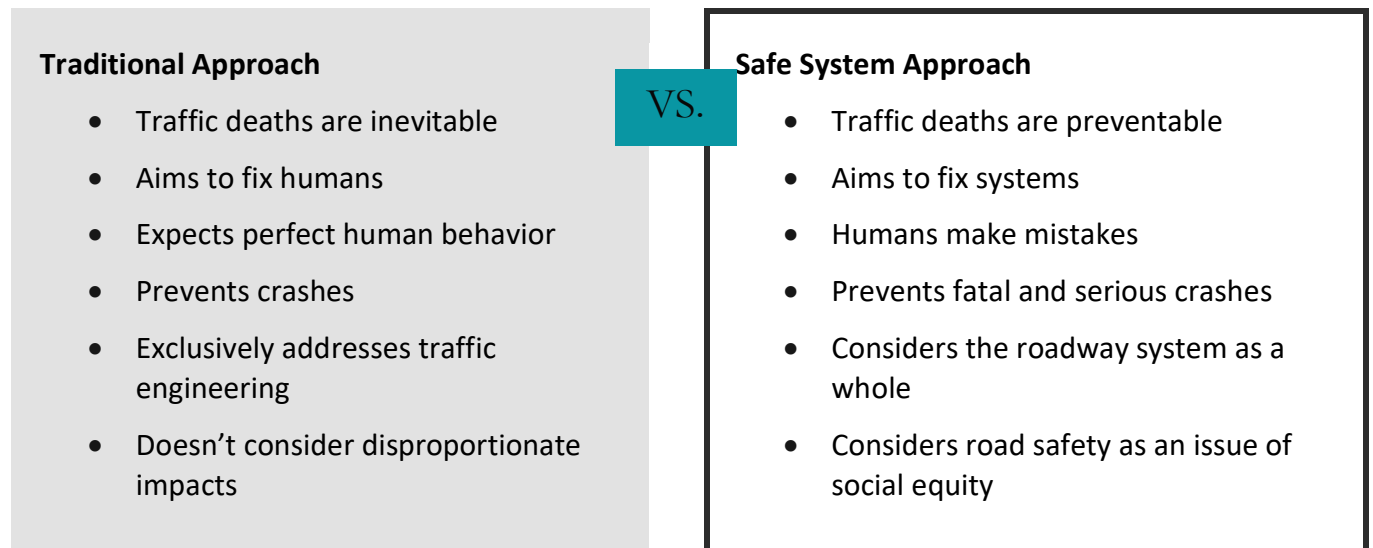 Traditional Approach
• Traffic deaths are inevitable
• Aims to fix humans
• Expects perfect human behavior
• Prevents crashes
• Exclusively addresses traffic
engineering
• Doesn’t consider disproportionate
impacts
VS.
Safe System Approach
• Traffic deaths are preventable
• Aims to fix systems
• Humans make mistakes
• Prevents fatal and serious crashes
• Considers the roadway system as a
whole
• Considers road safety as an issue of
social equity